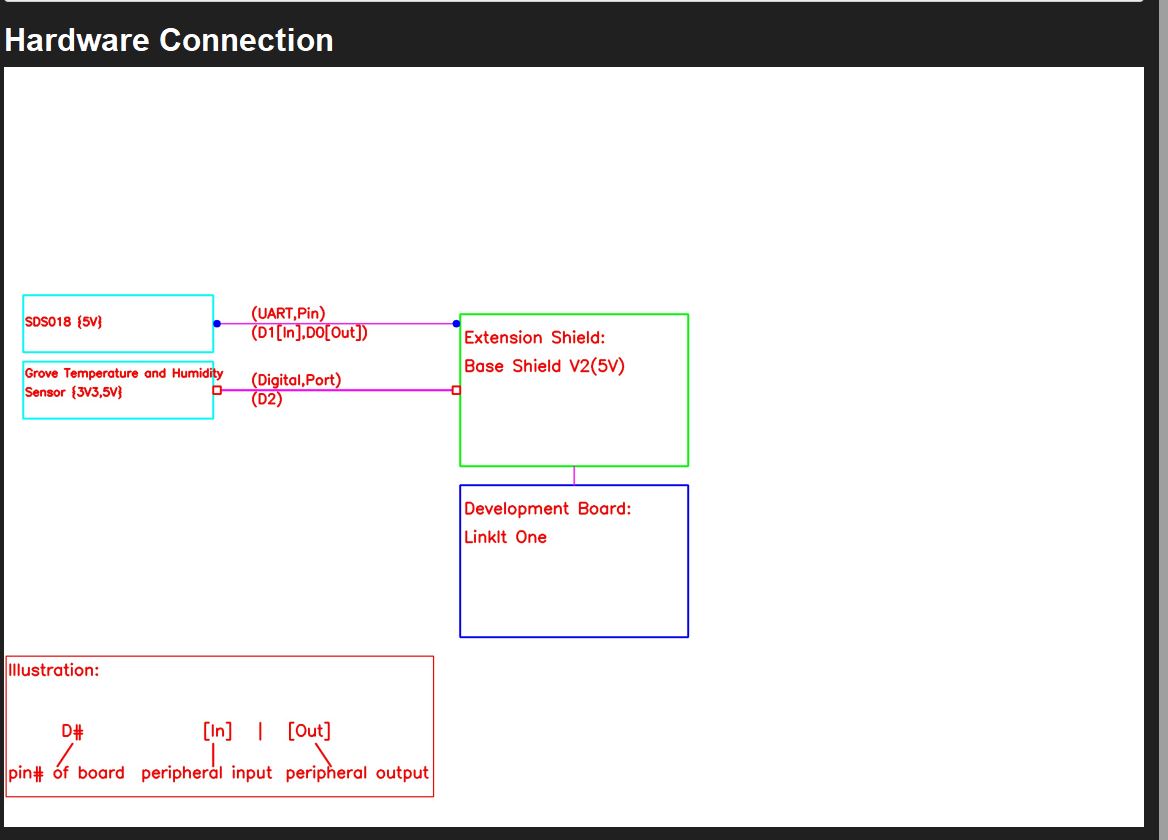 Hardware Connection
SDS018 {5V}
(UART,Pin)
(D1[In],D0[Out])
Grove Temperature and Humidity
Sensor {3V3,5V}
(Digital,Port)
(D2)
Extension Shield:
Base Shield V2(5V)
Development Board:
LinkIt One
Illustration:
D# [In] | [Out]
pin# of board peripheral input peripheral output